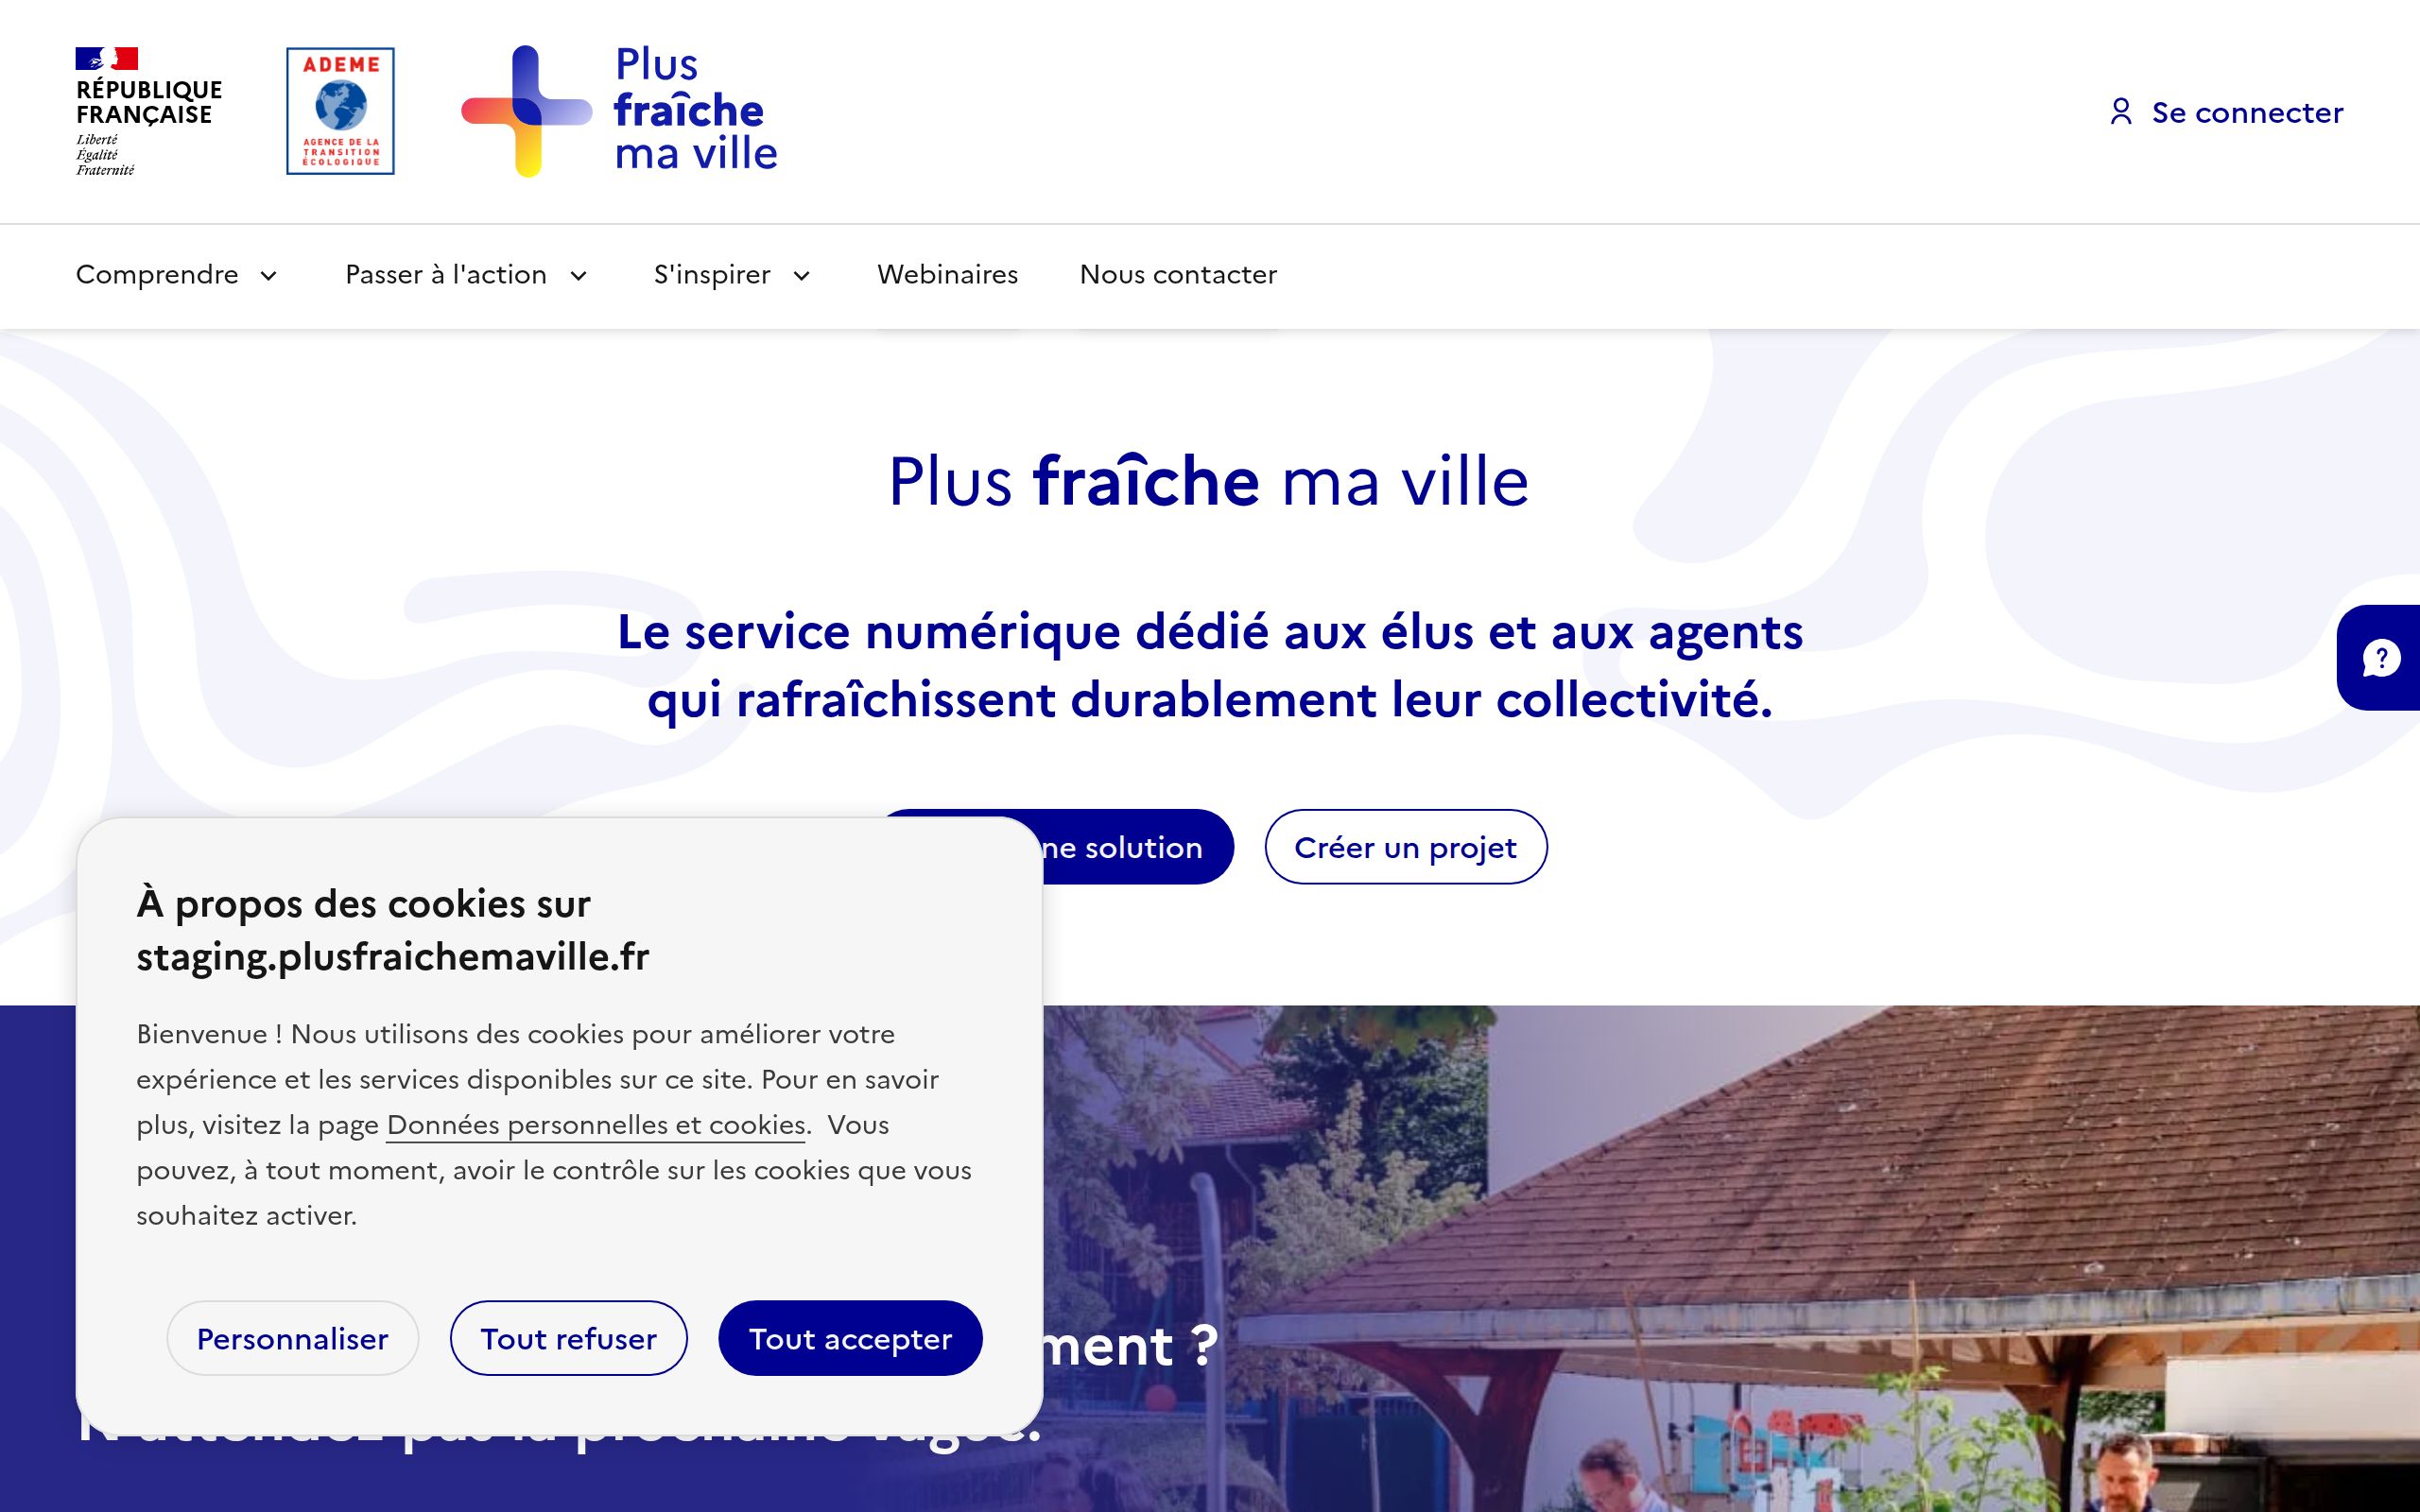 RÉPUBLIQUE
FRANÇAISE
Liberté
Égalité
Fraternité
ADEME
AGENCE DE LA
TRANSITION
ÉCOLOGIQUE
Plus
fraîche
ma ville
Se connecter
Comprendre
Passer à l'action
S'inspirer
Webinaires
Nous contacter
Plus fraîche ma ville
Le service numérique dédié aux élus et aux agents
qui rafraîchissent durablement leur collectivité.
ne solution
Créer un projet
À propos des cookies sur
staging.plusfraichemaville.fr
Bienvenue ! Nous utilisons des cookies pour améliorer votre
expérience et les services disponibles sur ce site. Pour en savoir
plus, visitez la page Données personnelles et cookies. Vous
pouvez, à tout moment, avoir le contrôle sur les cookies que vous
souhaitez activer.
Personnaliser
Tout refuser
Tout accepter
ment ?